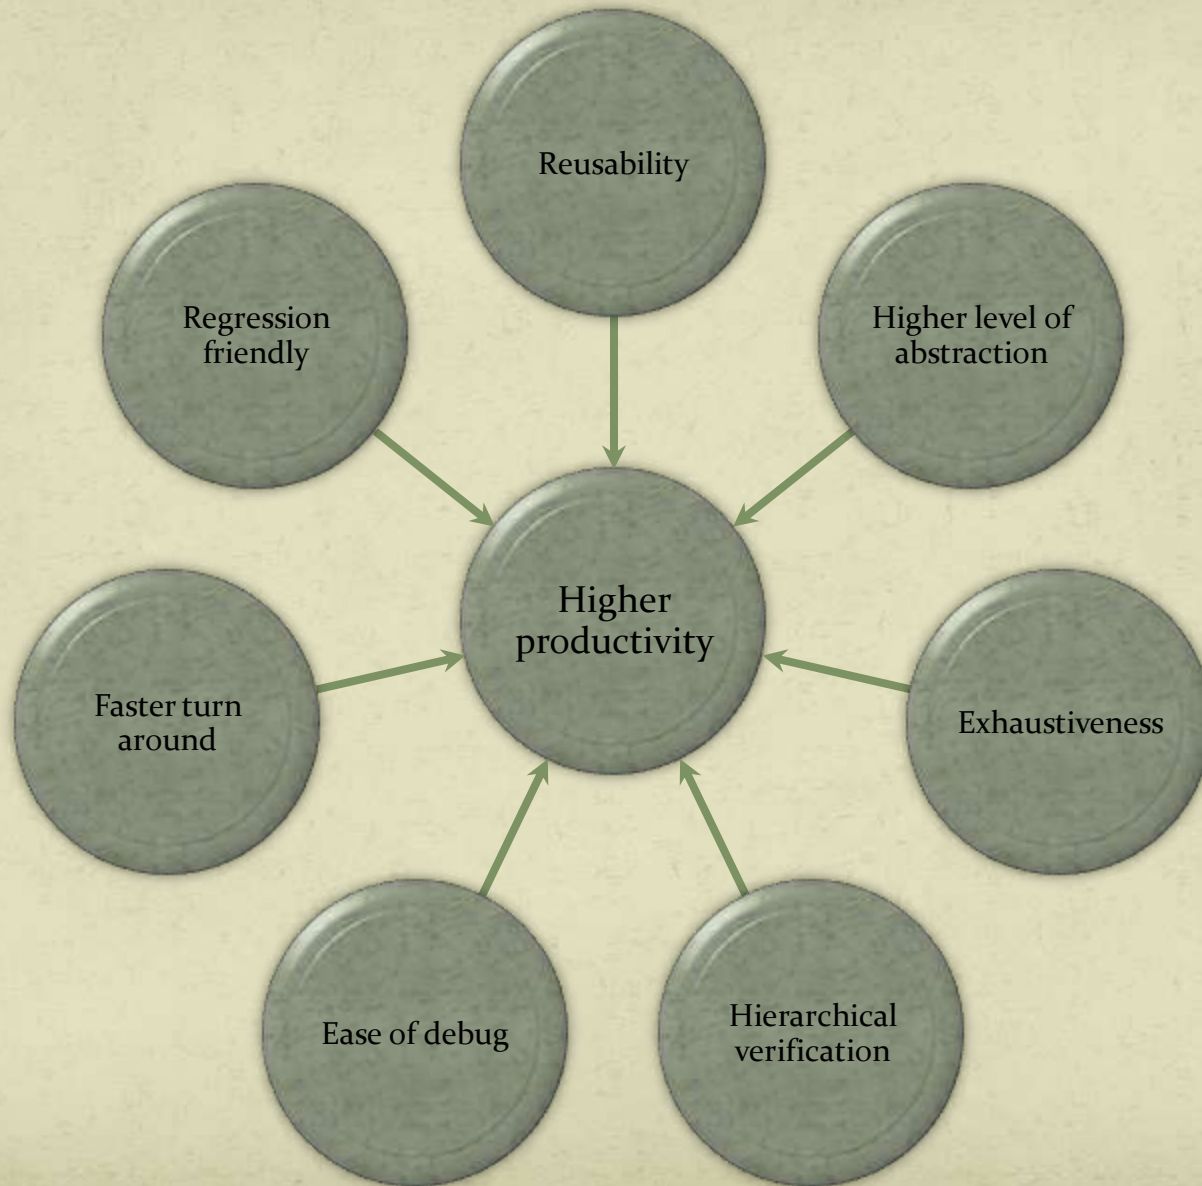 Reusability
Regression
friendly
Higher level of
abstraction
Higher
productivity
Faster turn
around
Exhaustiveness
Ease of debug
Hierarchical
verification